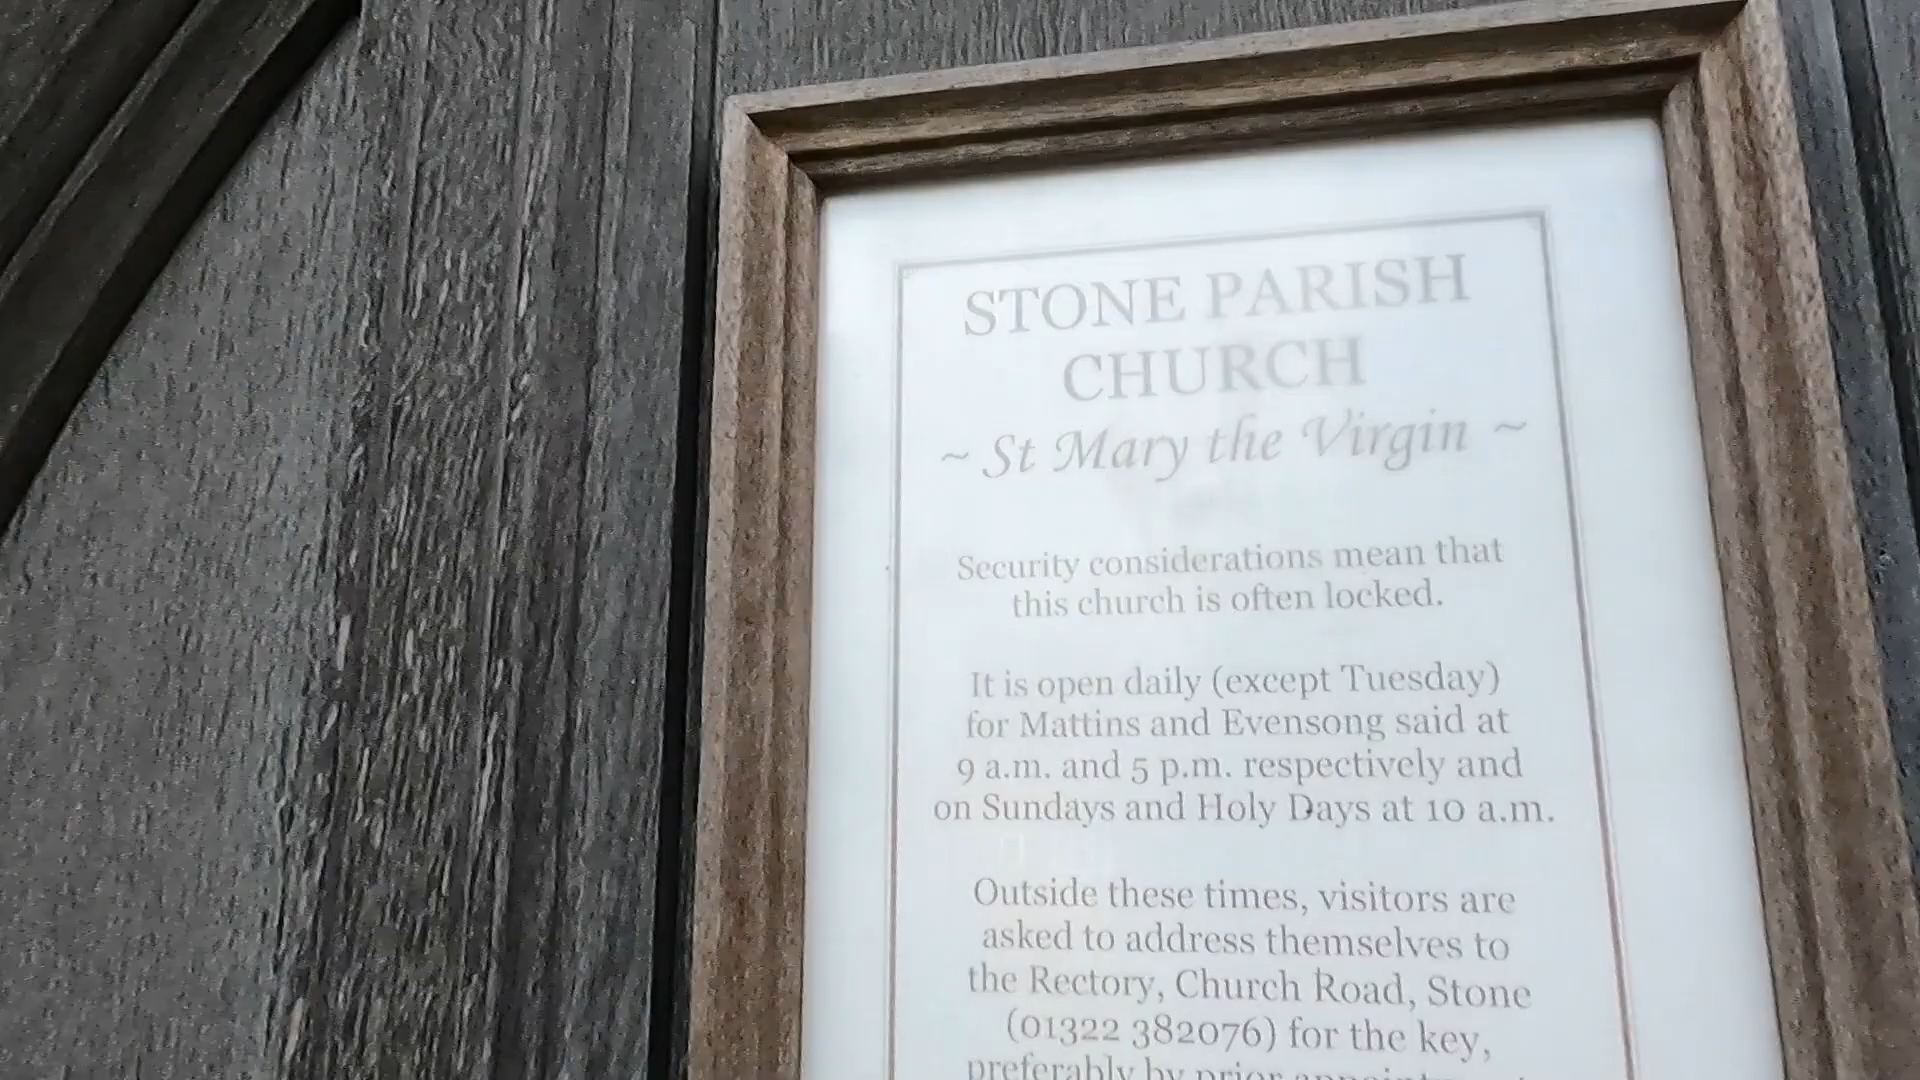 STONE PARISH
CHURCH
~ St Mary the Virgin ~
Security considerations mean that
this church is often locked.
It is open daily (except Tuesday)
for Mattins and Evensong said at
9 a.m. and 5 p.m. respectively and
on Sundays and Holy Days at 10 a.m.
Outside these times, visitors are
asked to address themselves to
the Rectory, Church Road, Stone
(01322 382076) for the key,
preferably by prior